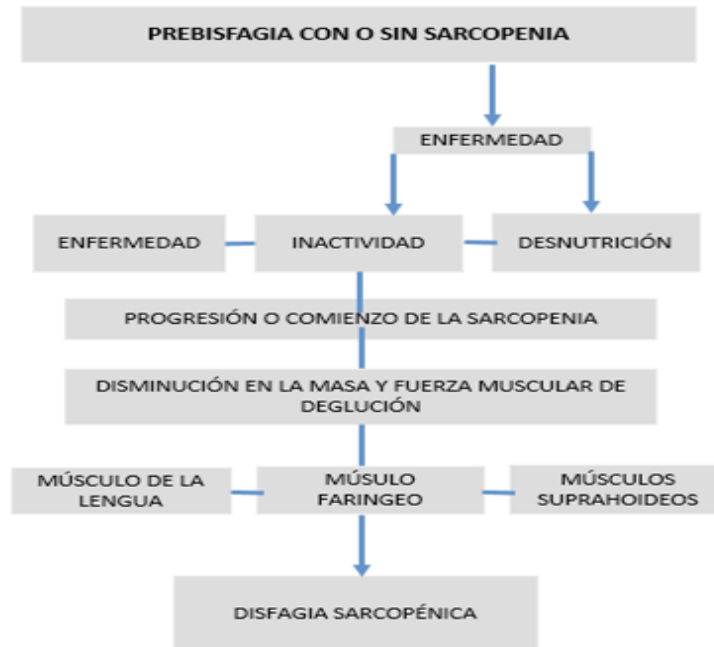 PREBISFAGIA CON O SIN SARCOPENIA
ENFERMEDAD
ENFERMEDAD
INACTIVIDAD
DESNUTRICIÓN
PROGRESIÓN O COMIENZO DE LA SARCOPENIA
DISMINUCIÓN EN LA MASA Y FUERZA MUSCULAR DE
DEGLUCIÓN
MÚSCULO DE LA
LENGUA
MÚSULO
FARINGEO
MÚSCULOS
SUPRAHOIDEOS
DISFAGIA SARCOPÉNICA